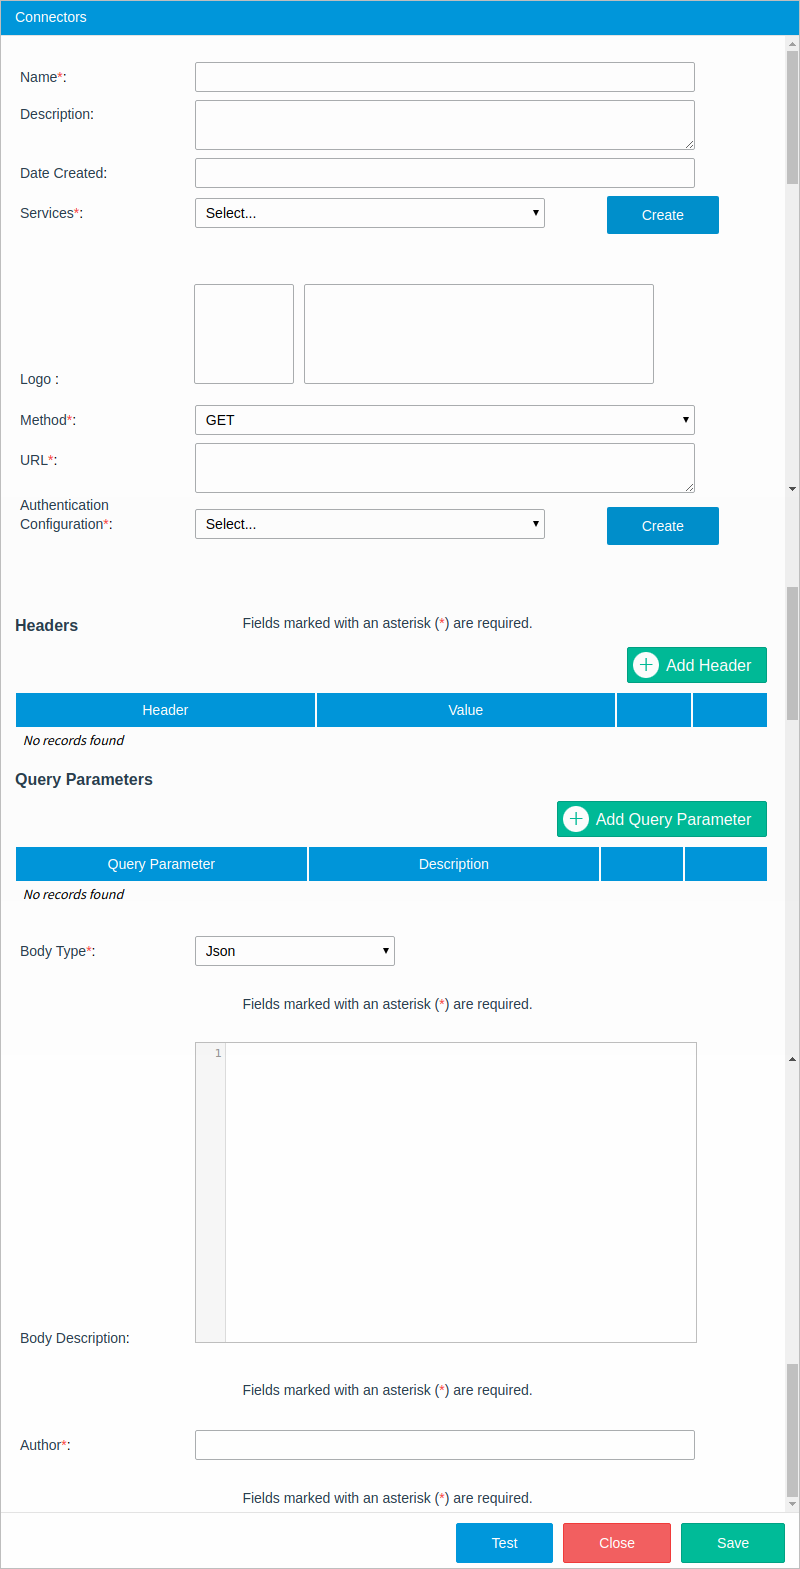 Connectors
Name*:
Description:
Date Created:
Services*: Select... Create
Logo :
Method*: GET
URL*:
Authentication
Configuration*: Select... Create
Headers Fields marked with an asterisk (*) are required.
Add Header
Header Value
No records found
Query Parameters
Add Query Parameter
Query Parameter Description
No records found
Body Type*: Json
Fields marked with an asterisk (*) are required.
1
Body Description:
Fields marked with an asterisk (*) are required.
Author*:
Fields marked with an asterisk (*) are required.
Test Close Save